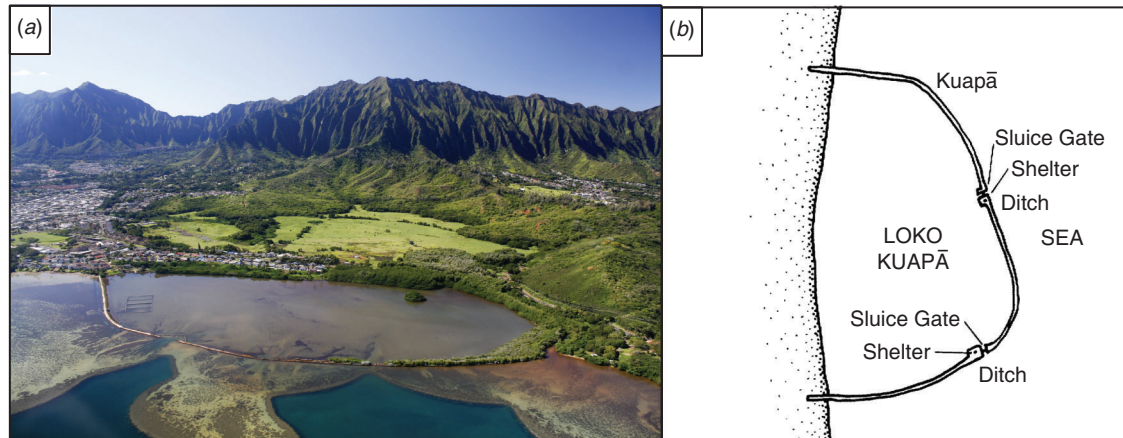 (a)
(b)
Kuapā
Sluice Gate
Shelter
Ditch
SEA
LOKO
KUAPĀ
Sluice Gate
Shelter
Ditch